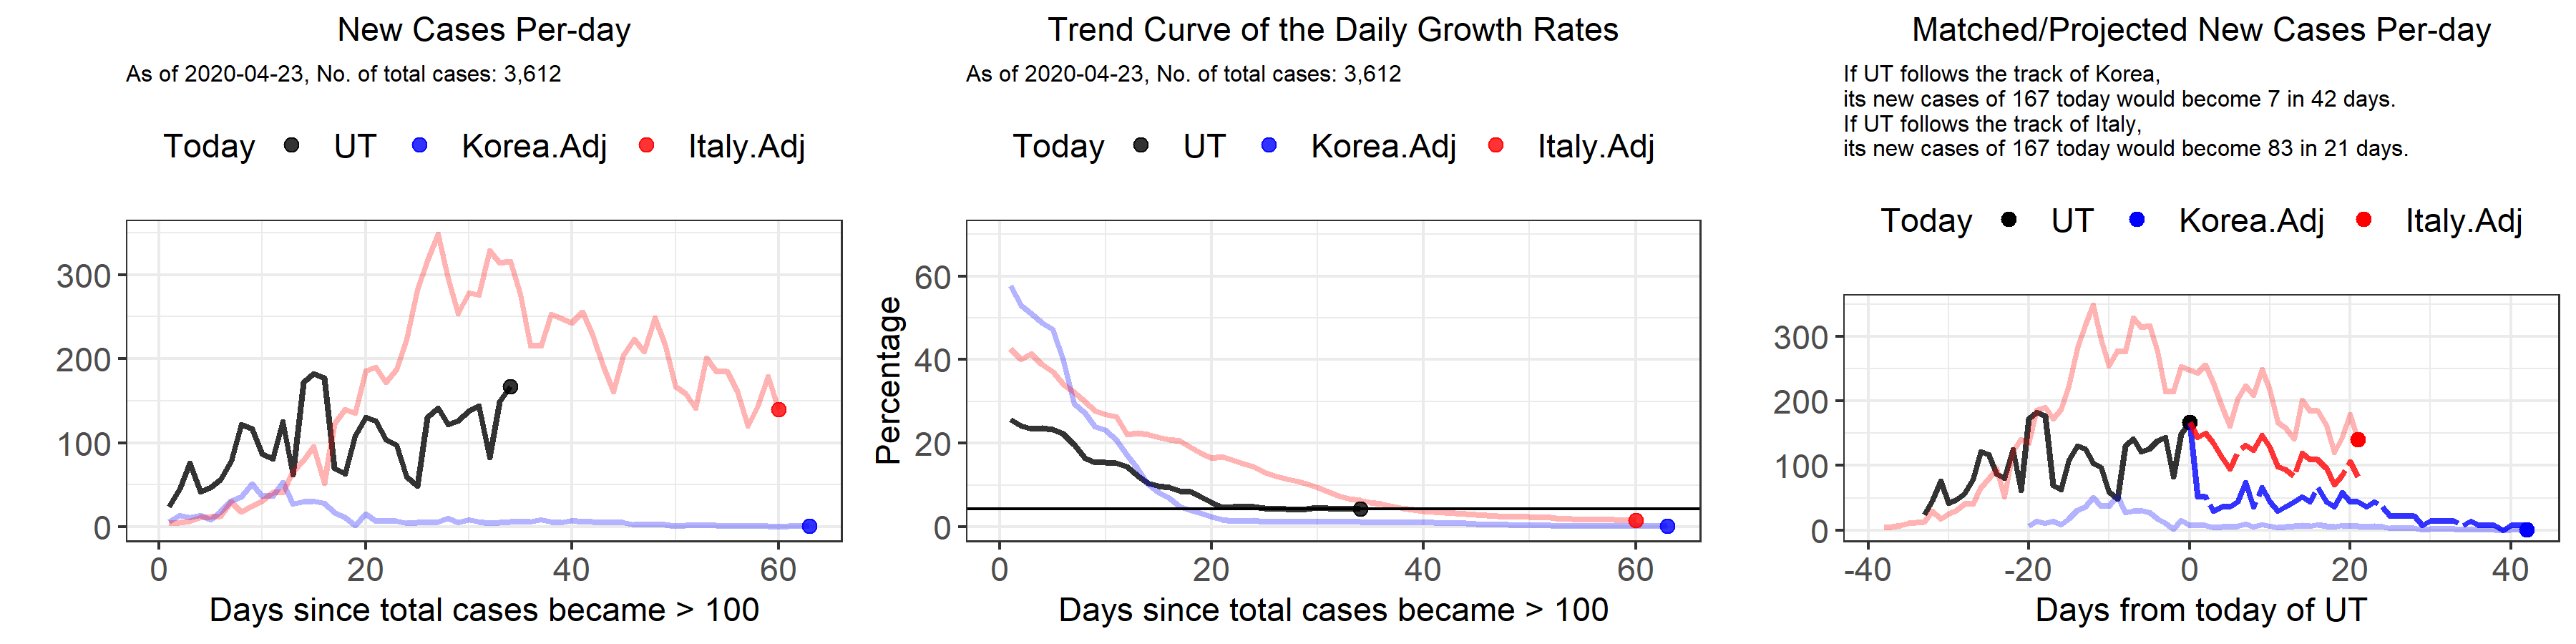 New Cases Per-day
As of 2020-04-23, No. of total cases: 3,612
Today UT Korea.Adj Italy.Adj
300
200
100
0
0 20 40 60
Days since total cases became > 100
Trend Curve of the Daily Growth Rates
As of 2020-04-23, No. of total cases: 3,612
Today UT Korea.Adj Italy.Adj
Percentage
60
40
20
0
0 20 40 60
Days since total cases became > 100
Matched/Projected New Cases Per-day
If UT follows the track of Korea,
its new cases of 167 today would become 7 in 42 days.
If UT follows the track of Italy,
its new cases of 167 today would become 83 in 21 days.
Today UT Korea.Adj Italy.Adj
300
200
100
0
-40 -20 0 20 40
Days from today of UT